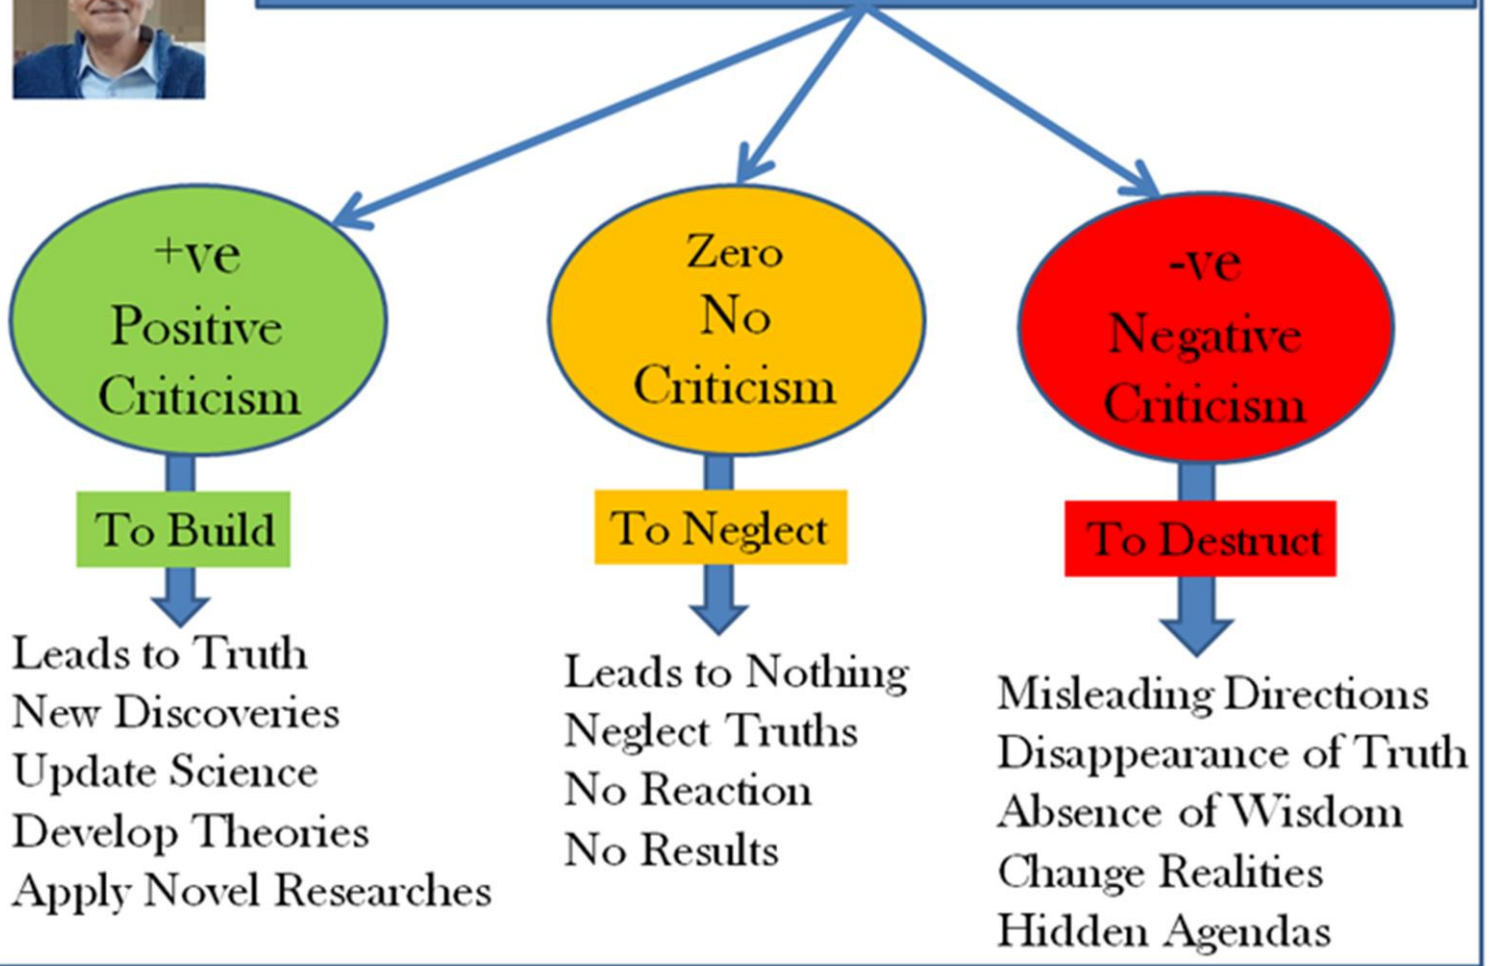 +ve
Positive
Criticism
To Build
Leads to Truth
New Discoveries
Update Science
Develop Theories
Apply Novel Researches
Zero
No
Criticism
To Neglect
Leads to Nothing
Neglect Truths
No Reaction
No Results
-ve
Negative
Criticism
To Destruct
Misleading Directions
Disappearance of Truth
Absence of Wisdom
Change Realities
Hidden Agendas